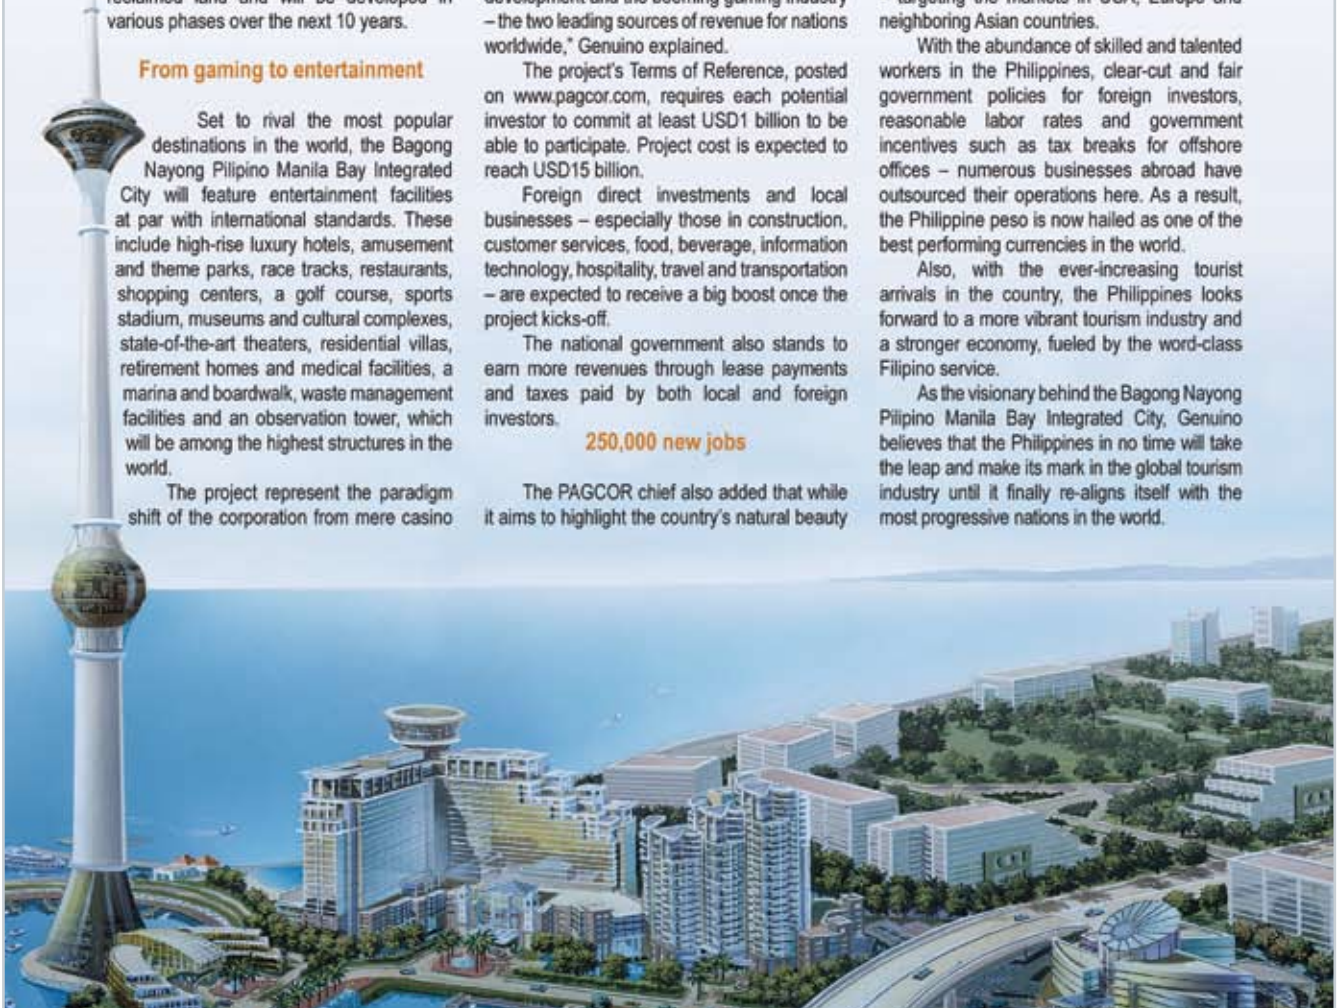 various phases over the next 10 years.
From gaming to entertainment
Set to rival the most popular
destinations in the world, the Bagong
Nayong Pilipino Manila Bay Integrated
City will feature entertainment facilities
at par with international standards. These
include high-rise luxury hotels, amusement
and theme parks, race tracks, restaurants,
shopping centers, a golf course, sports
stadium, museums and cultural complexes,
state-of-the-art theaters, residential villas,
retirement homes and medical facilities, a
marina and boardwalk, waste management
facilities and an observation tower, which
will be among the highest structures in the
world.
The project represent the paradigm
shift of the corporation from mere casino
– the two leading sources of revenue for nations
worldwide,” Genuino explained.
The project's Terms of Reference, posted
on www.pagcor.com, requires each potential
investor to commit at least USD1 billion to be
able to participate. Project cost is expected to
reach USD15 billion.
Foreign direct investments and local
businesses – especially those in construction,
customer services, food, beverage, information
technology, hospitality, travel and transportation
– are expected to receive a big boost once the
project kicks-off.
The national government also stands to
earn more revenues through lease payments
and taxes paid by both local and foreign
investors.
250,000 new jobs
The PAGCOR chief also added that while
it aims to highlight the country's natural beauty
neighboring Asian countries.
With the abundance of skilled and talented
workers in the Philippines, clear-cut and fair
government policies for foreign investors,
reasonable labor rates and government
incentives such as tax breaks for offshore
offices – numerous businesses abroad have
outsourced their operations here. As a result,
the Philippine peso is now hailed as one of the
best performing currencies in the world.
Also, with the ever-increasing tourist
arrivals in the country, the Philippines looks
forward to a more vibrant tourism industry and
a stronger economy, fueled by the word-class
Filipino service.
As the visionary behind the Bagong Nayong
Pilipino Manila Bay Integrated City, Genuino
believes that the Philippines in no time will take
the leap and make its mark in the global tourism
industry until it finally re-aligns itself with the
most progressive nations in the world.